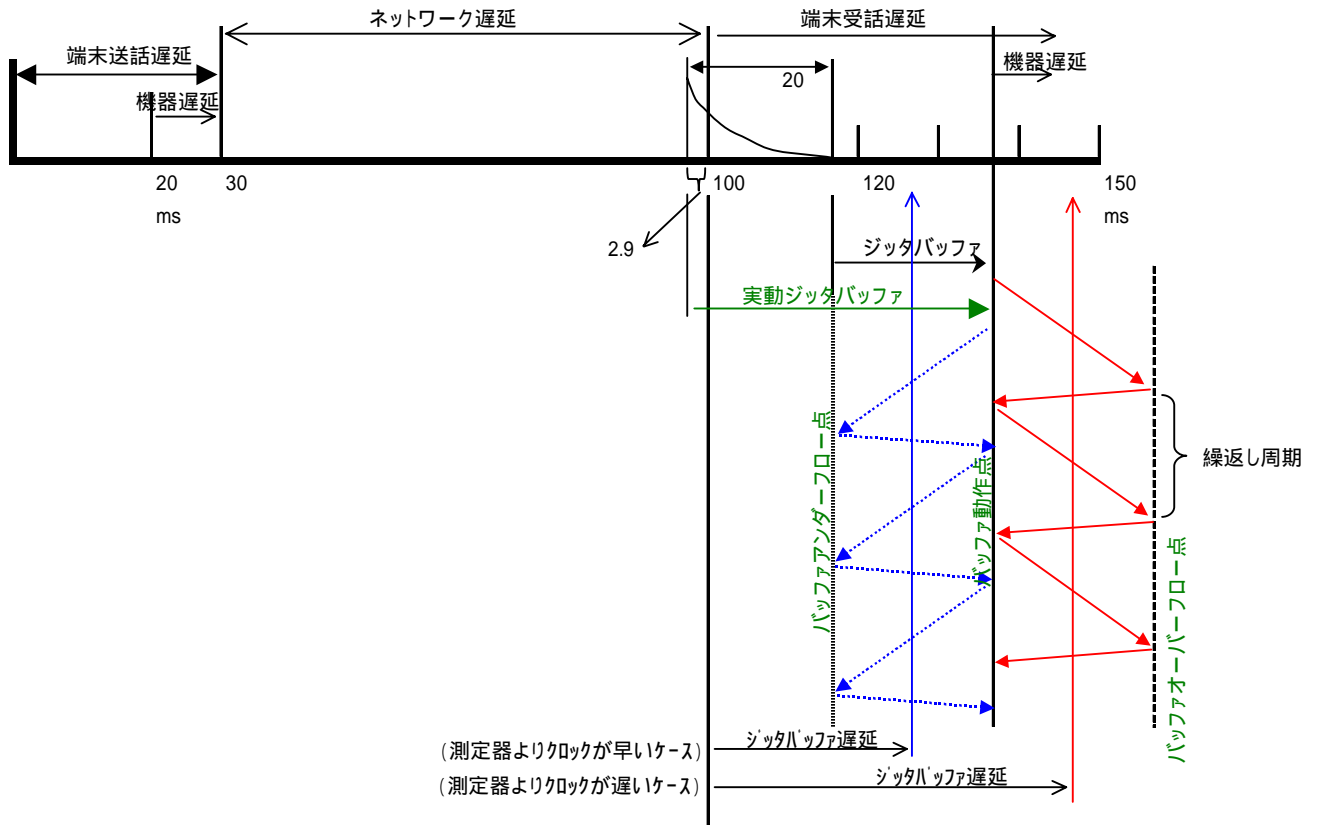 ネットワーク遅延
端末受話遅延
端末送話遅延
機器遅延
20
機器遅延
20
30
100
120
150
ms
ms
2.9
ジッタバッファ
実動ジッタバッファ
バッファアンダーフロー点
バッファ動作点
繰返し周期
バッファオーバーフロー点
(測定器よりｸﾛｯｸが早いｹｰｽ)
ｼﾞｯﾀﾊﾞｯﾌｧ遅延
(測定器よりｸﾛｯｸが遅いｹｰｽ)
ｼﾞｯﾀﾊﾞｯﾌｧ遅延